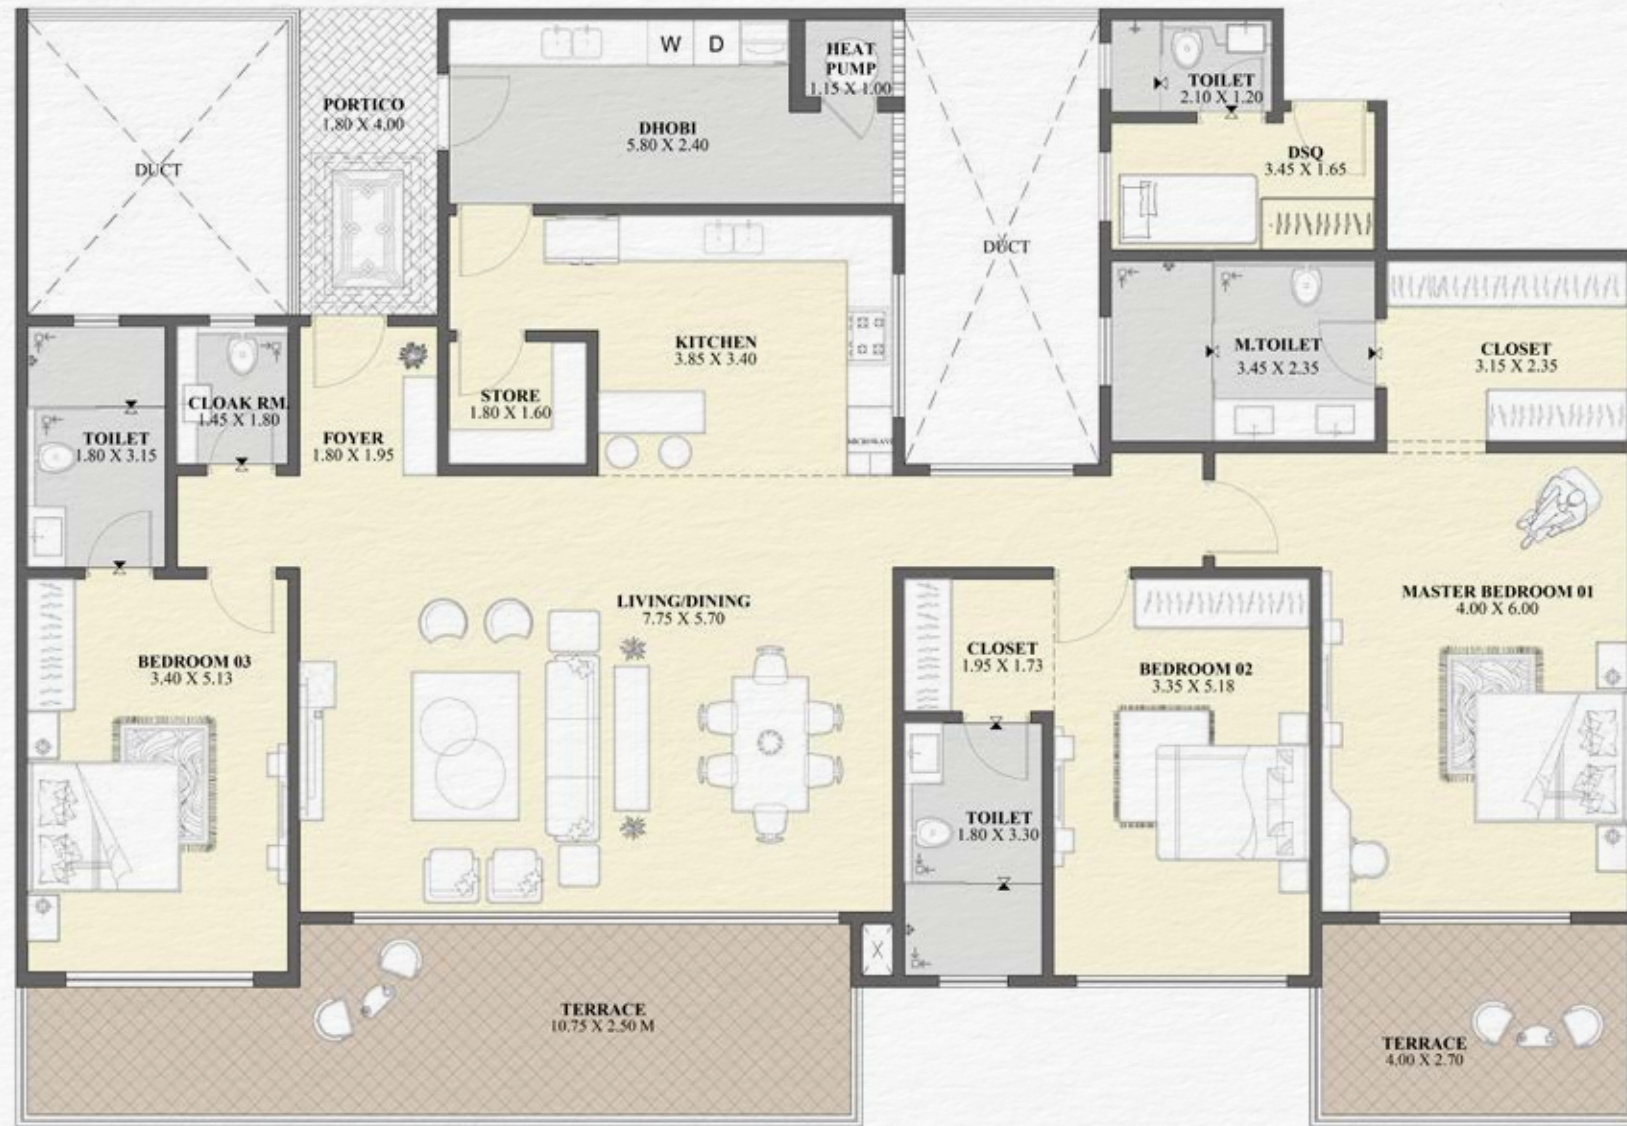 W D
HEAT
PUMP
1.15 X 1.00
TOILET
2.10 X 1.20
PORTICO
1.80 X 4.00
DHOBI
5.80 X 2.40
DUCT
DSQ
3.45 X 1.65
DUCT
KITCHEN
3.85 X 3.40
M.TOILET
3.45 X 2.35
CLOSET
3.15 X 2.35
STORE
1.80 X 1.60
CLOAK RM.
1.45 X 1.80
TOILET
1.80 X 3.15
FOYER
1.80 X 1.95
MICROWAVE
LIVING/DINING
7.75 X 5.70
MASTER BEDROOM 01
4.00 X 6.00
BEDROOM 03
3.40 X 5.13
CLOSET
1.95 X 1.73
BEDROOM 02
3.35 X 5.18
TOILET
1.80 X 3.30
X
TERRACE
10.75 X 2.50 M
TERRACE
4.00 X 2.70